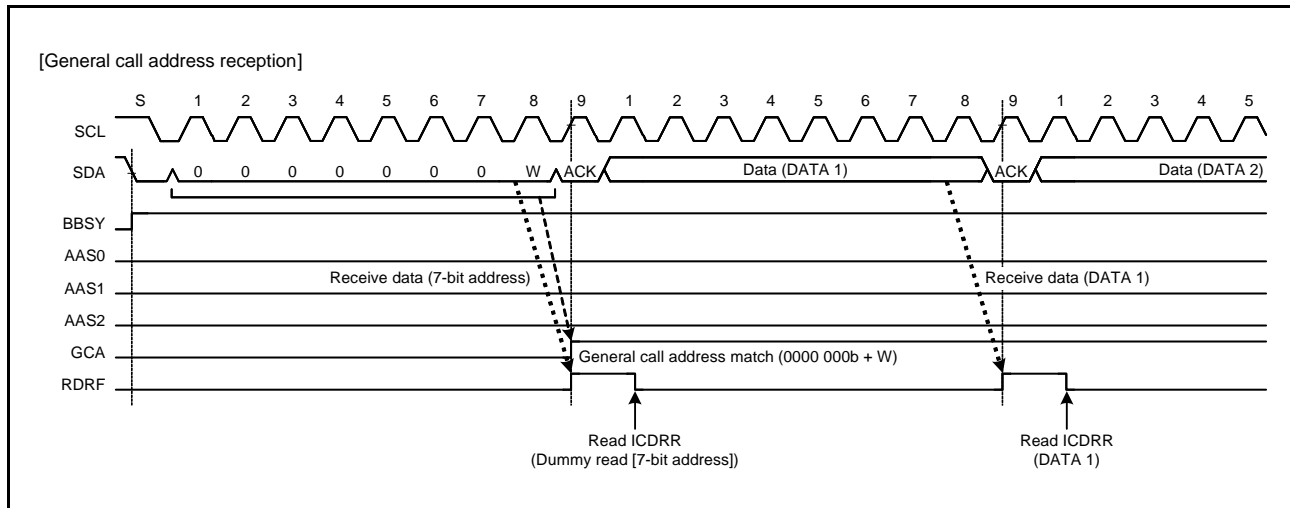 [General call address reception]
S 1 2 3 4 5 6 7 8 9 1 2 3 4 5 6 7 8 9 1 2 3 4 5
SCL
SDA 0 0 0 0 0 0 0 W ACK Data (DATA 1) ACK Data (DATA 2)
BBSY
AAS0
Receive data (7-bit address) Receive data (DATA 1)
AAS1
AAS2
GCA General call address match (0000 000b + W)
RDRF
Read ICDRR Read ICDRR
(Dummy read [7-bit address]) (DATA 1)